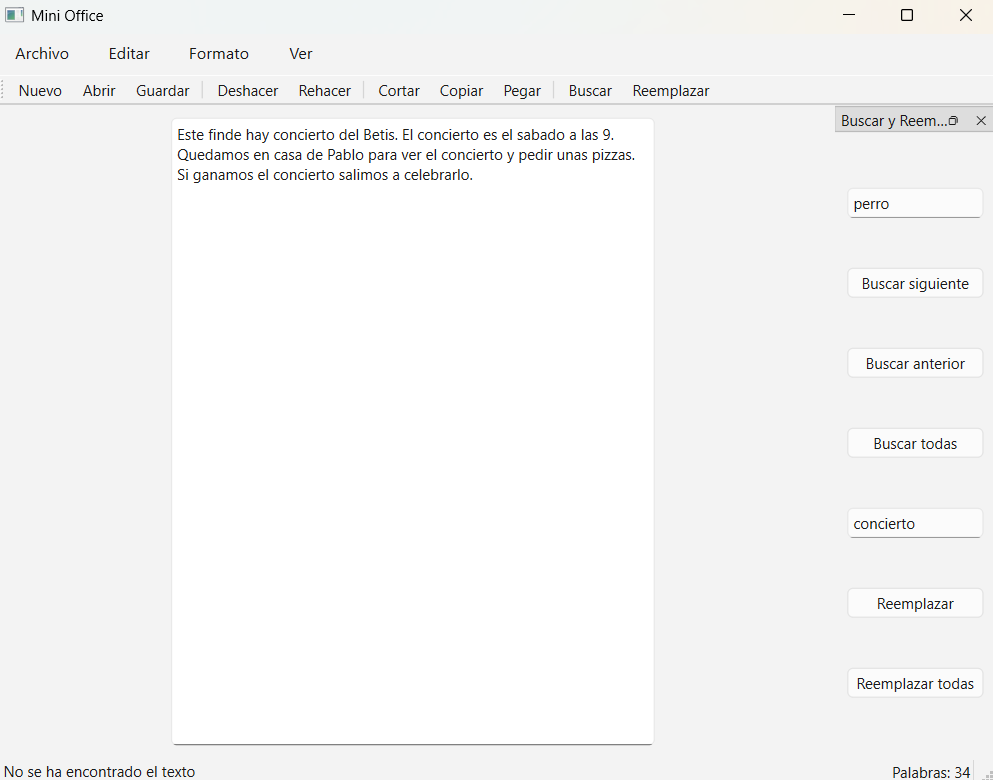 Mini Office
Archivo Editar Formato Ver
Nuevo Abrir Guardar Deshacer Rehacer Cortar Copiar Pegar Buscar Reemplazar
Buscar y Reem...
Este finde hay concierto del Betis. El concierto es el sabado a las 9.
Quedamos en casa de Pablo para ver el concierto y pedir unas pizzas.
Si ganamos el concierto salimos a celebrarlo.
perro
Buscar siguiente
Buscar anterior
Buscar todas
concierto
Reemplazar
Reemplazar todas
No se ha encontrado el texto
Palabras: 34